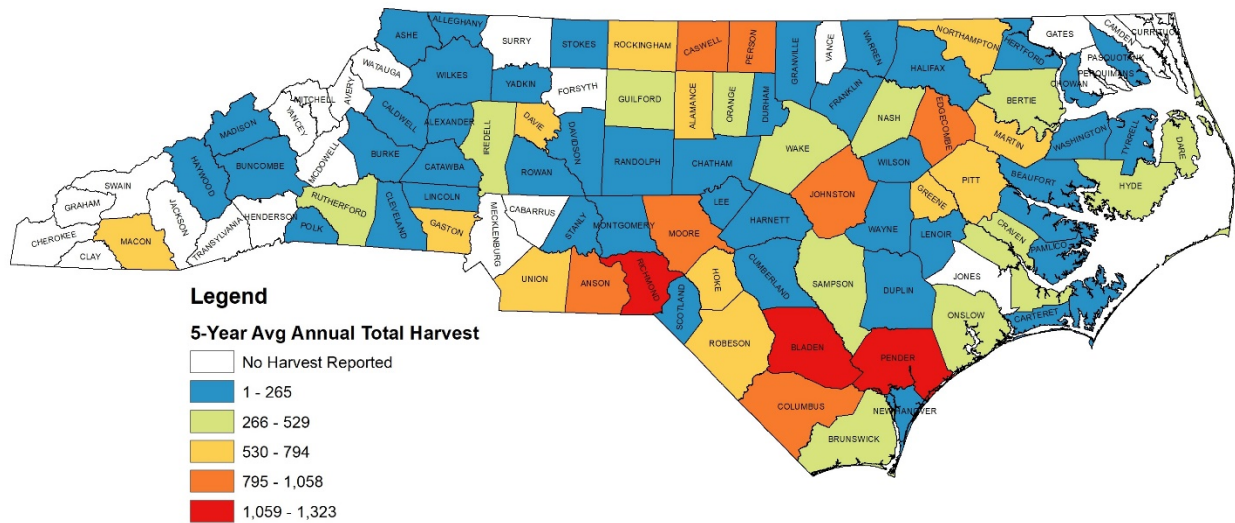 ALLEGHANY
ASHE
SURRY
STOKES
ROCKINGHAM
CASWELL
PERSON
GRANVILLE
VANCE
WARREN
NORTHAMPTON
HERTFORD
GATES
CAMDEN
CURRITUCK
PASQUOTANK
PERQUIMANS
CHOWAN
WATAUGA
WILKES
YADKIN
FORSYTH
GUILFORD
ALAMANCE
ORANGE
DURHAM
FRANKLIN
HALIFAX
BERTIE
MITCHELL
AVERY
YANCEY
CALDWELL
ALEXANDER
IREDELL
DAVIE
DAVIDSON
RANDOLPH
CHATHAM
WAKE
NASH
EDGECOMBE
MARTIN
WASHINGTON
TYRRELL
DARE
MADISON
HAYWOOD
BUNCOMBE
MCDOWELL
BURKE
CATAWBA
ROWAN
WILSON
PITT
BEAUFORT
HYDE
SWAIN
GRAHAM
JACKSON
RUTHERFORD
LINCOLN
CABARRUS
LEE
JOHNSTON
GREENE
CHEROKEE
MACON
CLAY
TRANSYLVANIA
HENDERSON
POLK
CLEVELAND
GASTON
MECKLENBURG
STANLY
MONTGOMERY
MOORE
HARNETT
WAYNE
LENOIR
CRAVEN
PAMLICO
UNION
ANSON
RICHMOND
SCOTLAND
HOKE
CUMBERLAND
SAMPSON
DUPLIN
JONES
ONSLOW
CARTERET
ROBESON
BLADEN
PENDER
COLUMBUS
NEW HANOVER
BRUNSWICK
Legend
5-Year Avg Annual Total Harvest
No Harvest Reported
1 - 265
266 - 529
530 - 794
795 - 1,058
1,059 - 1,323